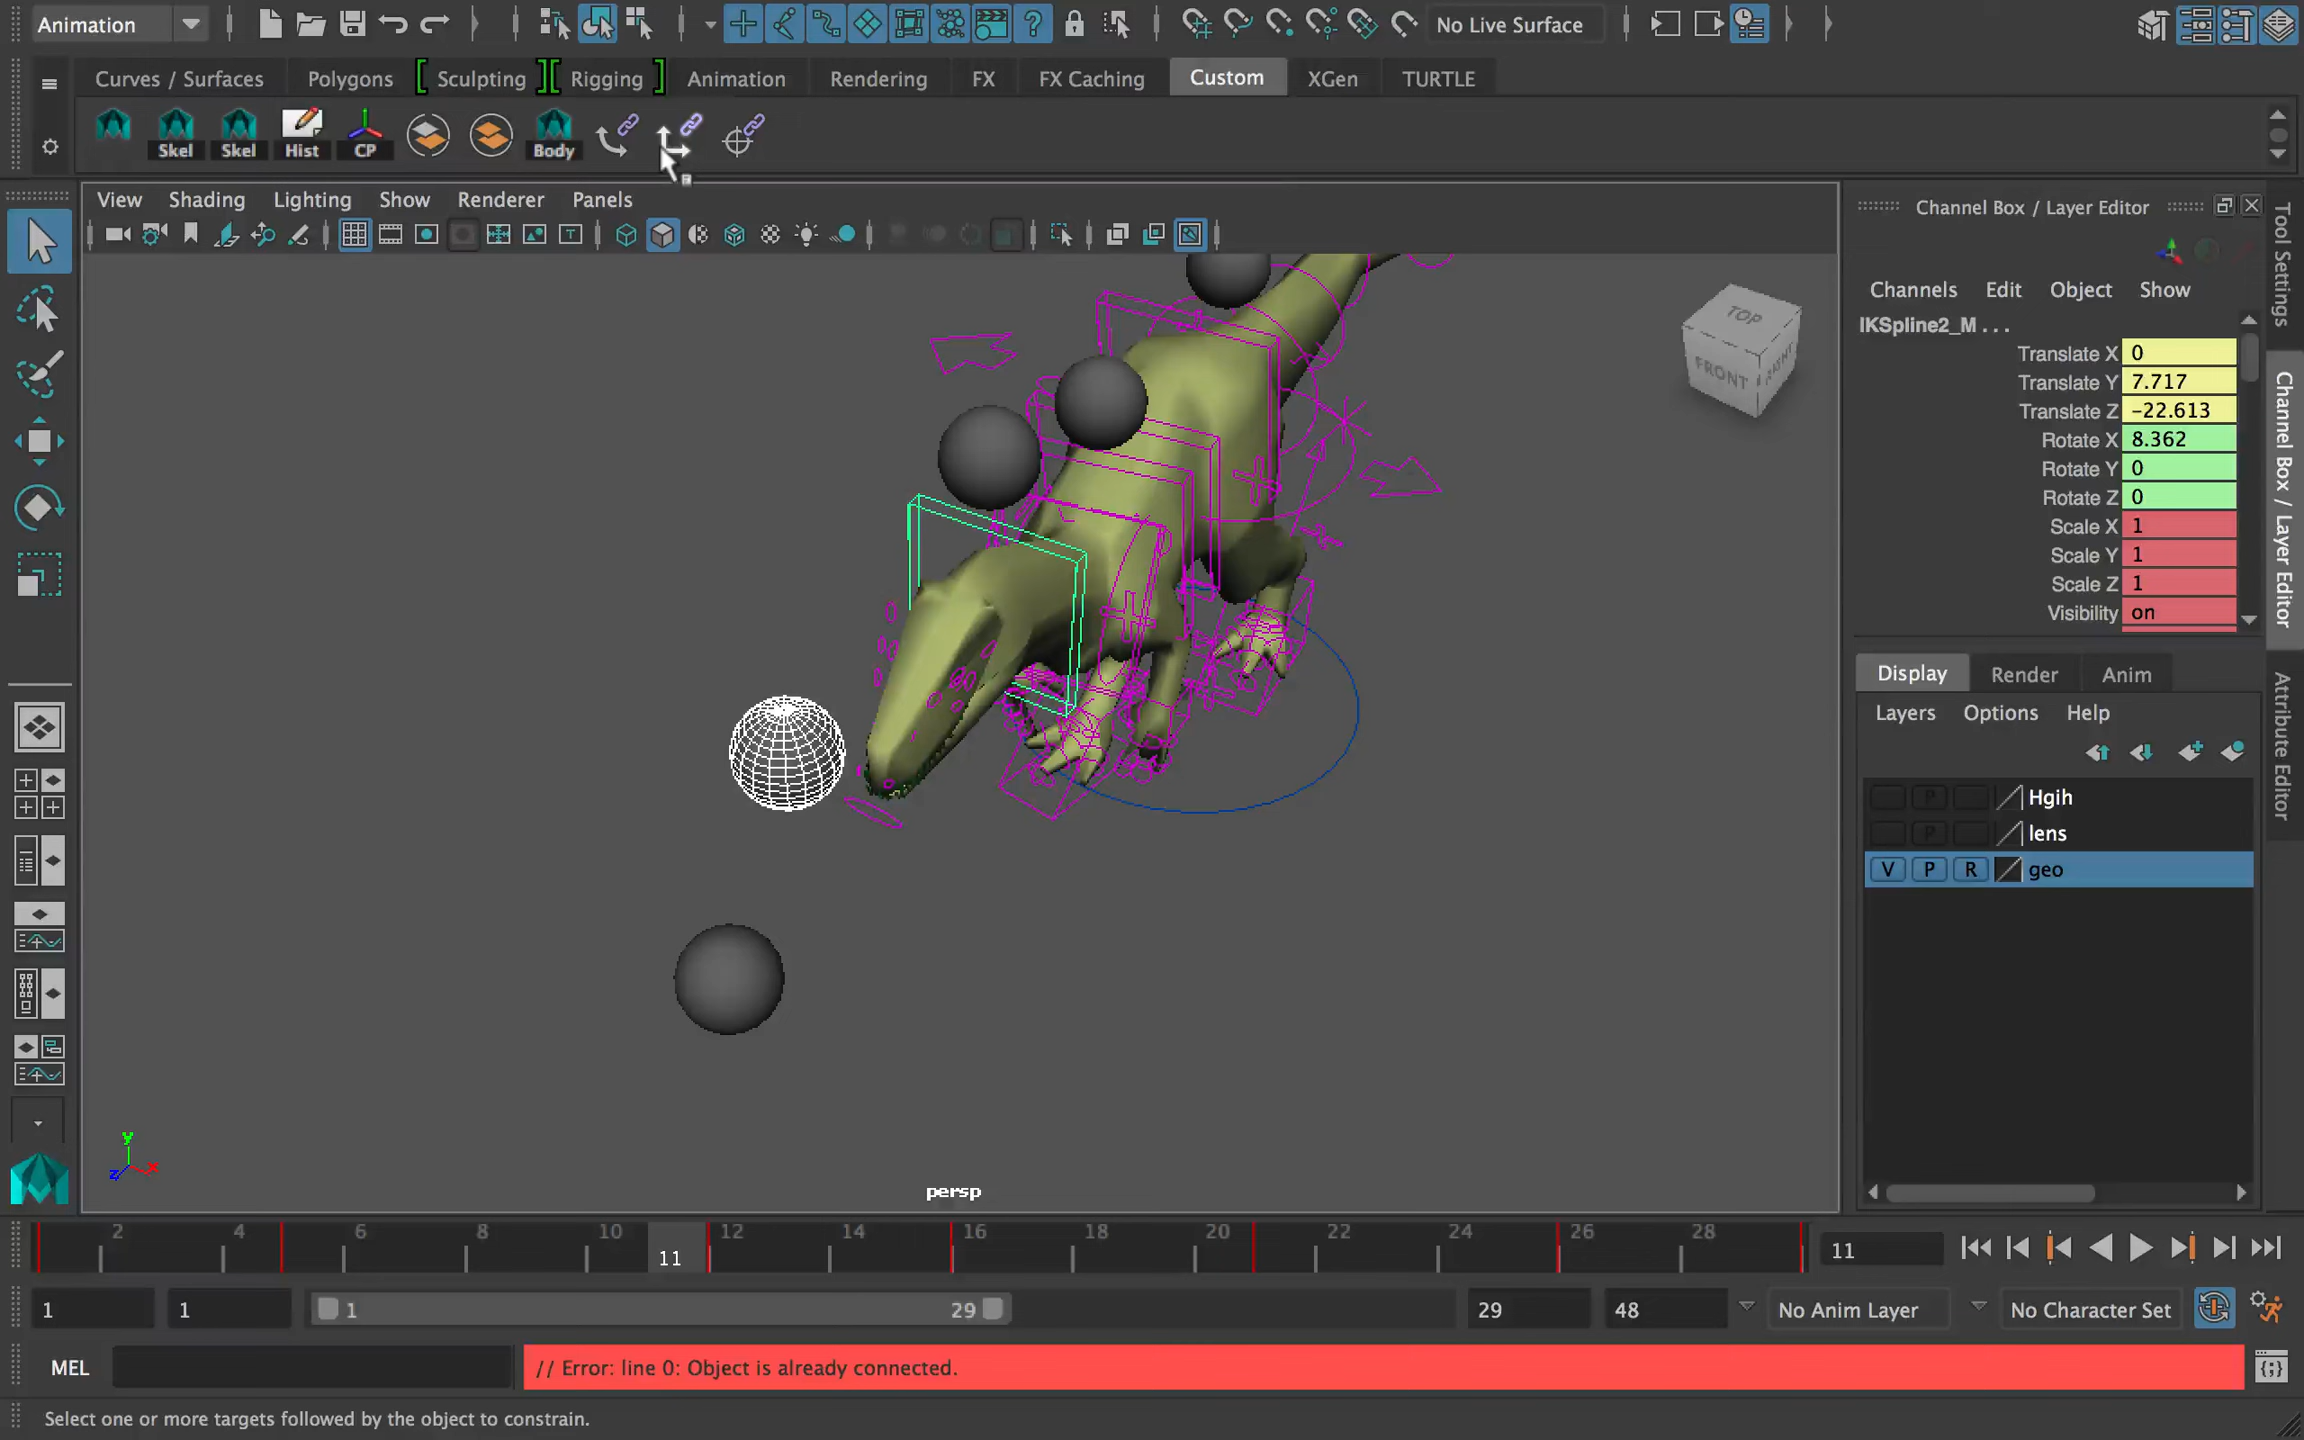 Animation
No Live Surface
Curves / Surfaces
Polygons
Sculpting
Rigging
Animation
Rendering
FX
FX Caching
Custom
XGen
TURTLE
Skel
Skel
Hist
CP
Body
View
Shading
Lighting
Show
Renderer
Panels
TOP
FRONT
persp
y
z
x
Channel Box / Layer Editor
Channels
Edit
Object
Show
IKSpline2_M . . .
Translate X 0
Translate Y 7.717
Translate Z -22.613
Rotate X 8.362
Rotate Y 0
Rotate Z 0
Scale X 1
Scale Y 1
Scale Z 1
Visibility on
Display
Render
Anim
Layers
Options
Help
P Hgih
P lens
V P R geo
Tool Settings
Channel Box / Layer Editor
Attribute Editor
2 4 6 8 10 12 14 16 18 20 22 24 26 28
11
11
1
1
1
29
29
48
No Anim Layer
No Character Set
MEL
// Error: line 0: Object is already connected.
Select one or more targets followed by the object to constrain.